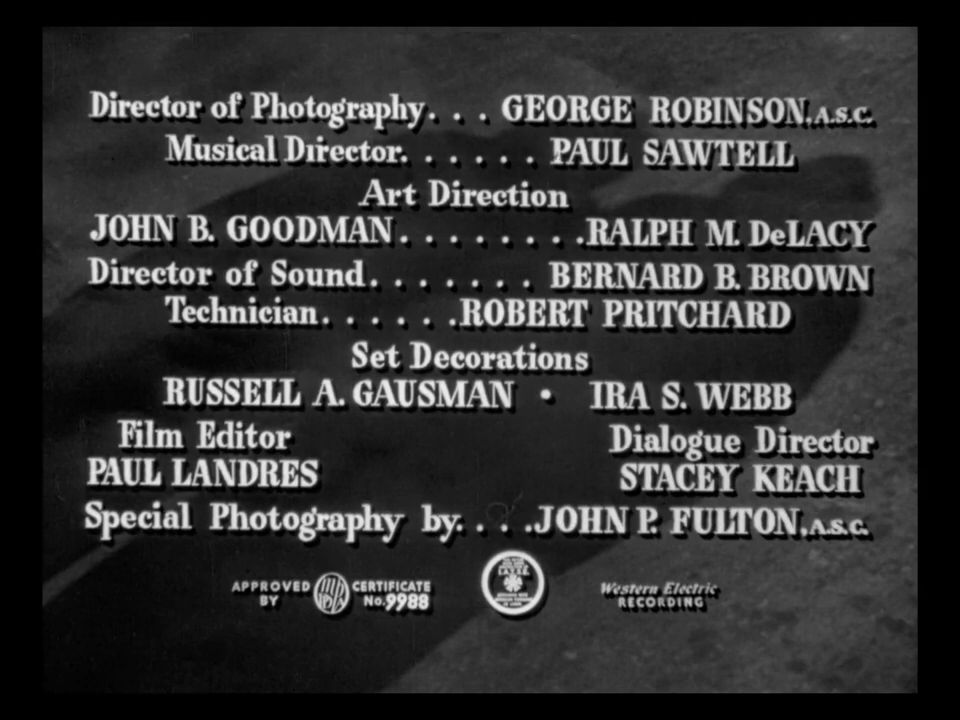 Director of Photography. . . GEORGE ROBINSON, A.S.C.
Musical Director. . . . . . PAUL SAWTELL
Art Direction
JOHN B. GOODMAN . . . . . . . . RALPH M. DeLACY
Director of Sound . . . . . . . BERNARD B. BROWN
Technician . . . . . . ROBERT PRITCHARD
Set Decorations
RUSSELL A. GAUSMAN • IRA S. WEBB
Film Editor Dialogue Director
PAUL LANDRES STACEY KEACH
Special Photography by. . . . JOHN P. FULTON, A.S.C.
APPROVED BY CERTIFICATE No. 9988
I.A.T.S.E.
Western Electric
RECORDING